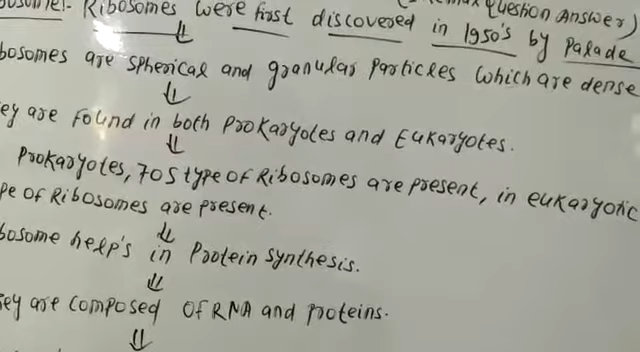 Question Answer)
Ribosomes were first discovered in 1950's by Palade
bosomes are spherical and granular particles which are dense
ey are found in both Prokaryotes and Eukaryotes.
Prokaryotes, 70S type of Ribosomes are present, in eukaryotic
pe of Ribosomes are present.
bosome help's in Protein synthesis.
ey are composed of RNA and proteins.